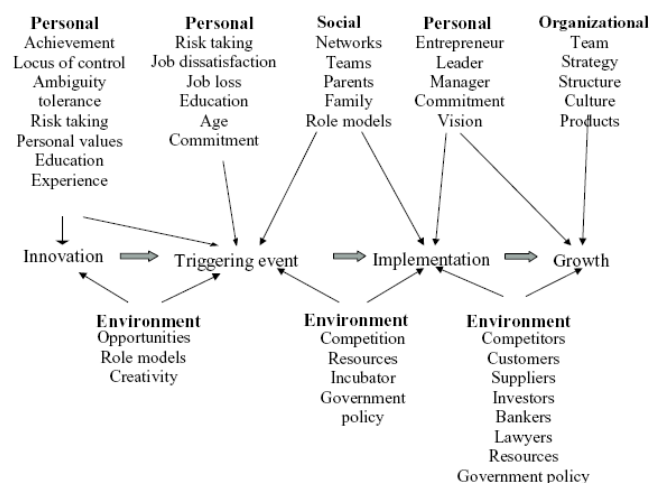 Personal
Achievement
Locus of control
Ambiguity
tolerance
Risk taking
Personal values
Education
Experience
Personal
Risk taking
Job dissatisfaction
Job loss
Education
Age
Commitment
Social
Networks
Teams
Parents
Family
Role models
Personal
Entrepreneur
Leader
Manager
Commitment
Vision
Organizational
Team
Strategy
Structure
Culture
Products
Innovation
Triggering event
Implementation
Growth
Environment
Opportunities
Role models
Creativity
Environment
Competition
Resources
Incubator
Government
policy
Environment
Competitors
Customers
Suppliers
Investors
Bankers
Lawyers
Resources
Government policy